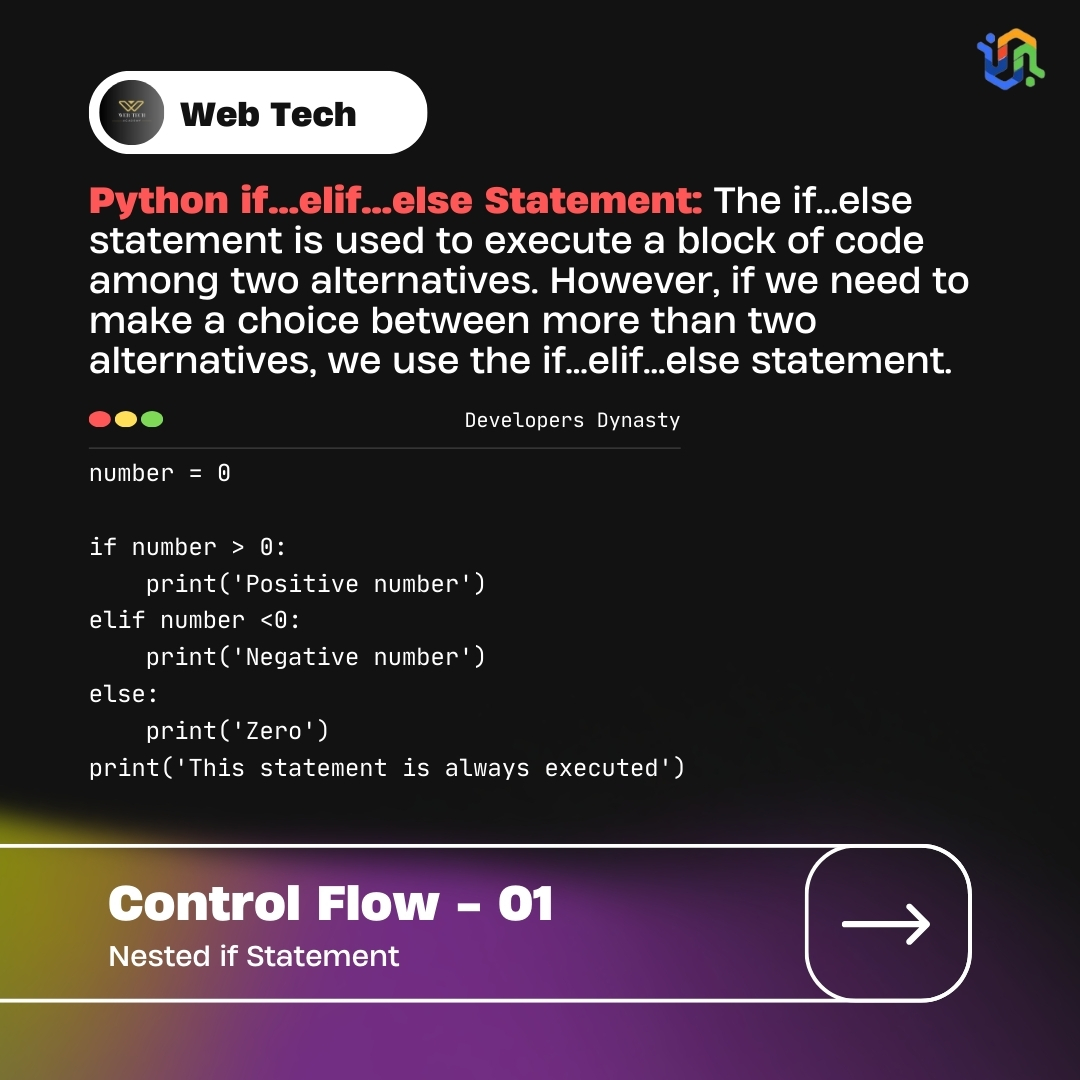 WEB TECH
Web Tech
Python if...elif...else Statement: The if...else
statement is used to execute a block of code
among two alternatives. However, if we need to
make a choice between more than two
alternatives, we use the if...elif...else statement.
Developers Dynasty
number = 0
if number > 0:
    print('Positive number')
elif number <0:
    print('Negative number')
else:
    print('Zero')
print('This statement is always executed')
Control Flow - 01
Nested if Statement